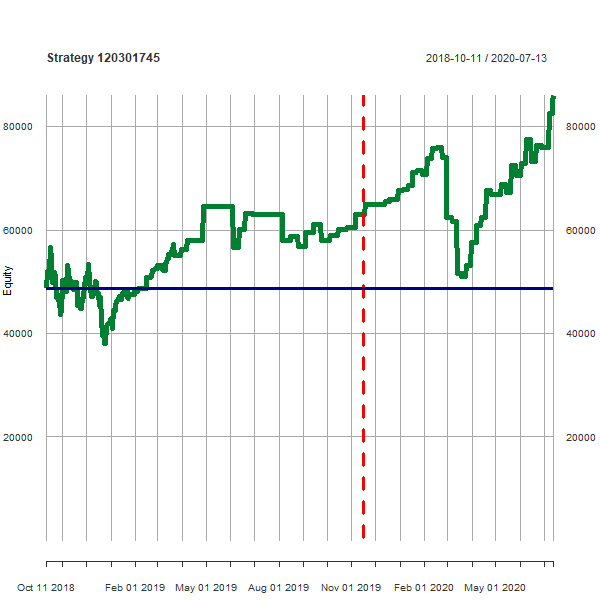 Strategy 120301745
2018-10-11 / 2020-07-13
80000
80000
60000
60000
Equity
40000
40000
20000
20000
Oct 11 2018
Feb 01 2019
May 01 2019
Aug 01 2019
Nov 01 2019
Feb 01 2020
May 01 2020